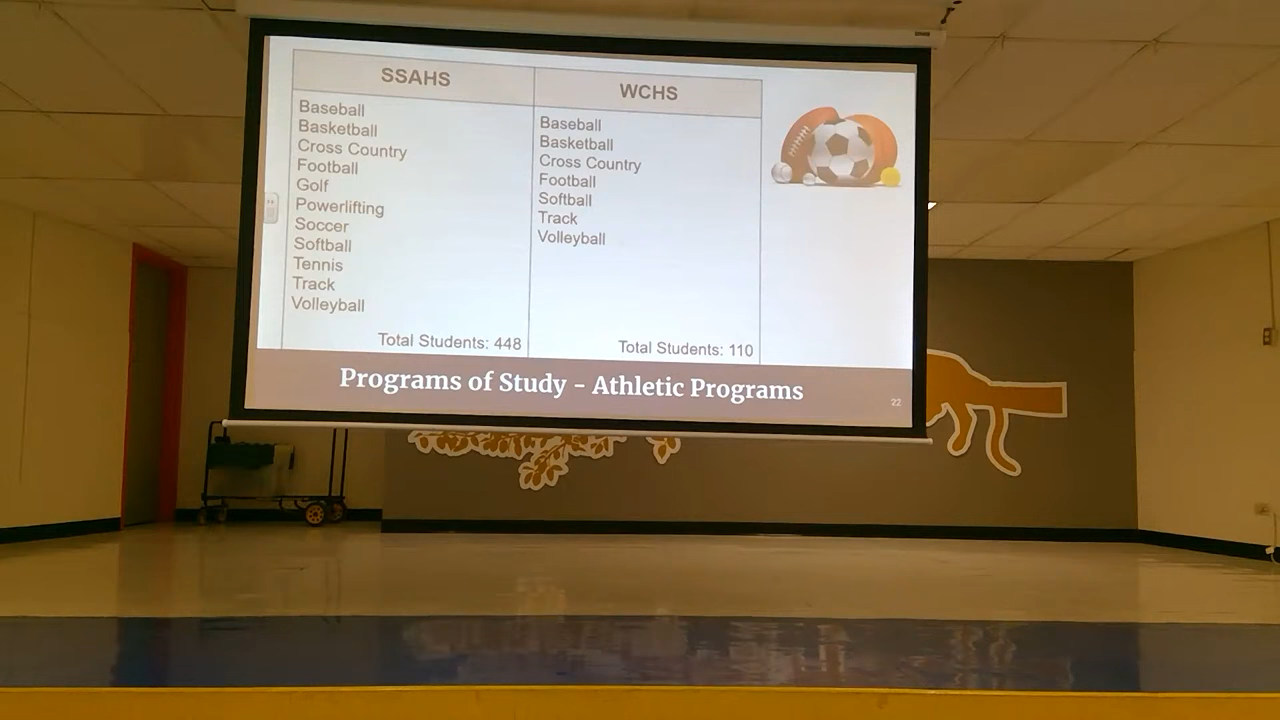 SSAHS
Baseball
Basketball
Cross Country
Football
Golf
Powerlifting
Soccer
Softball
Tennis
Track
Volleyball
Total Students: 448
WCHS
Baseball
Basketball
Cross Country
Football
Softball
Track
Volleyball
Total Students: 110
Programs of Study - Athletic Programs
22